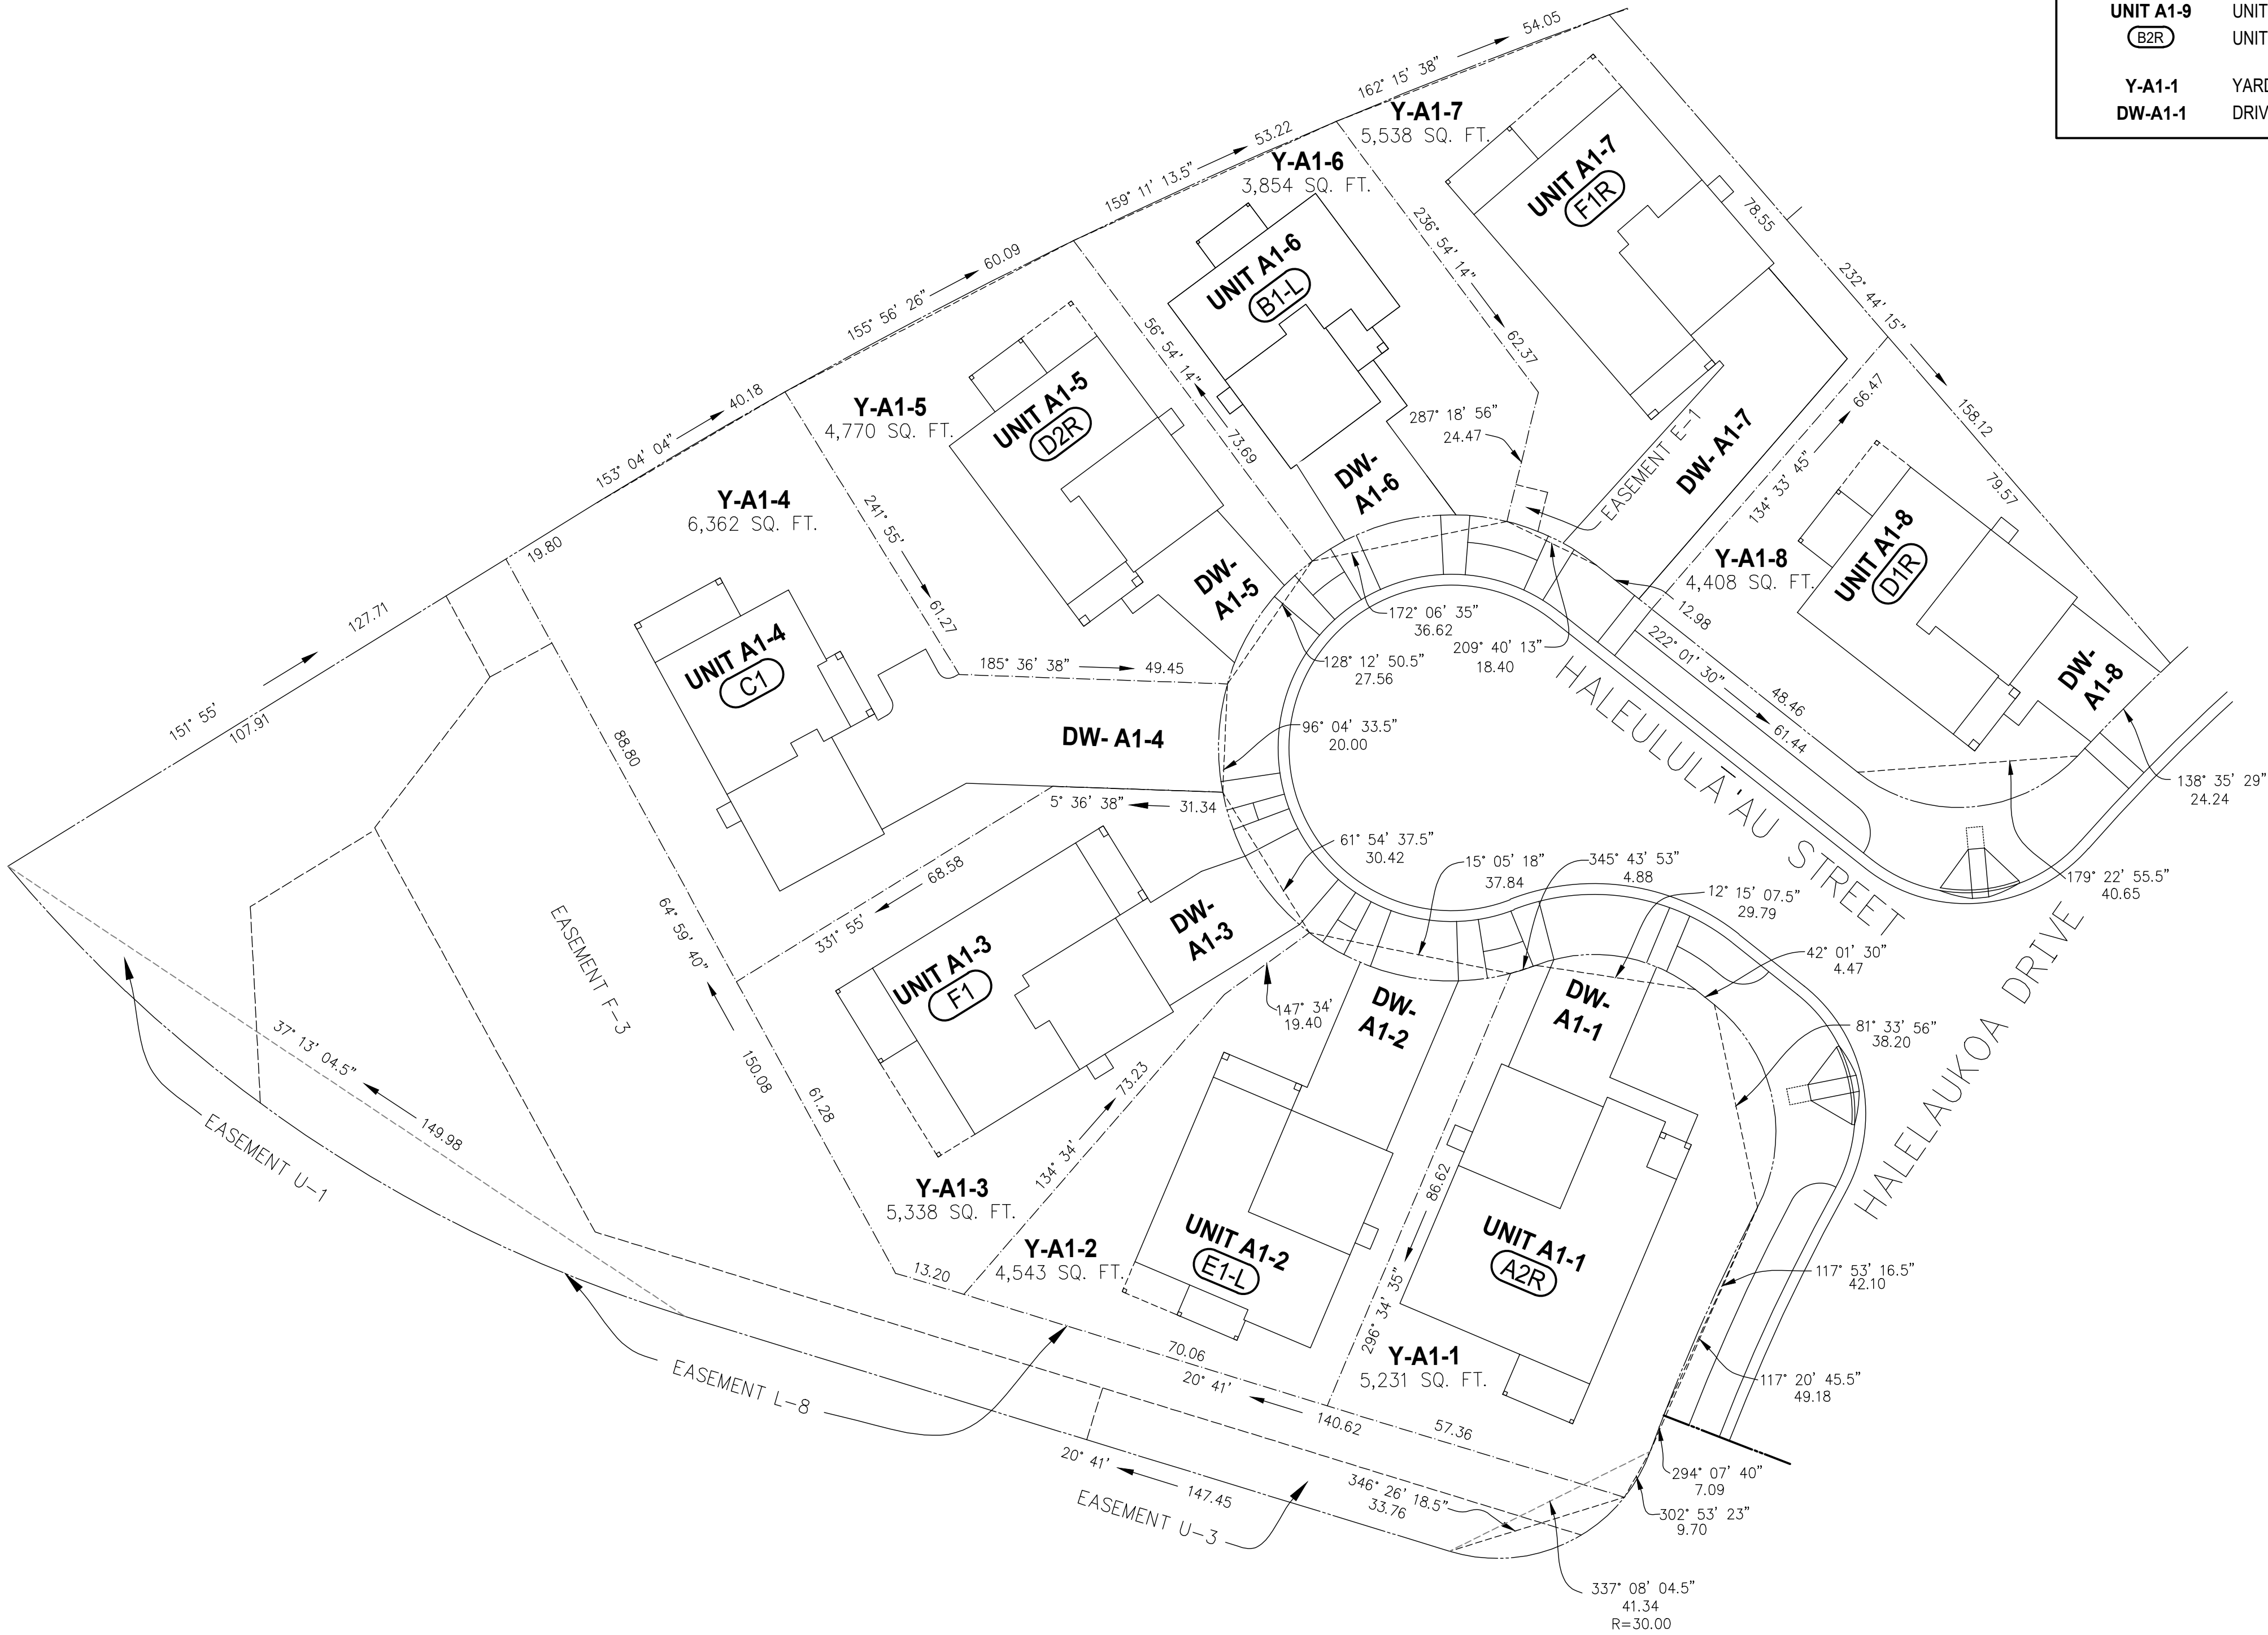 UNIT A1-9 UNIT
B2R UNIT
Y-A1-1 YARD
DW-A1-1 DRIV
162° 15' 38" 54.05
Y-A1-7
5,538 SQ. FT.
UNIT A1-7
F1R
78.55
232° 44' 15"
158.12
79.57
159° 11' 13.5" 53.22
Y-A1-6
3,854 SQ. FT.
UNIT A1-6
B1-L
236° 54' 14"
62.37
287° 18' 56"
24.47
EASEMENT E-1
DW- A1-7
134° 33' 45" 66.47
155° 56' 26" 60.09
56° 54' 14"
73.69
DW-
A1-6
Y-A1-5
4,770 SQ. FT.
UNIT A1-5
D2R
DW-
A1-5
153° 04' 04" 40.18
19.80
Y-A1-4
6,362 SQ. FT.
241° 55'
61.27
185° 36' 38" 49.45
UNIT A1-4
C1
DW- A1-4
Y-A1-8
4,408 SQ. FT.
UNIT A1-8
D1R
DW-
A1-8
12.98
222° 01' 30"
48.46
61.44
172° 06' 35"
36.62
209° 40' 13"
18.40
128° 12' 50.5"
27.56
96° 04' 33.5"
20.00
HALEULULĀ'AU STREET
138° 35' 29"
24.24
179° 22' 55.5"
40.65
127.71
151° 55'
107.91
88.80
5° 36' 38" 31.34
61° 54' 37.5"
30.42
15° 05' 18"
37.84
345° 43' 53"
4.88
12° 15' 07.5"
29.79
42° 01' 30"
4.47
81° 33' 56"
38.20
HALELAUKOA DRIVE
331° 55' 68.58
UNIT A1-3
F1
DW-
A1-3
147° 34'
19.40
DW-
A1-2
DW-
A1-1
EASEMENT F-3
64° 59' 40"
150.08
61.28
37° 13' 04.5"
149.98
EASEMENT U-1
134° 34' 73.23
Y-A1-3
5,338 SQ. FT.
Y-A1-2
4,543 SQ. FT.
UNIT A1-2
E1-L
86.62
296° 34' 35"
UNIT A1-1
A2R
Y-A1-1
5,231 SQ. FT.
117° 53' 16.5"
42.10
117° 20' 45.5"
49.18
13.20
70.06
20° 41'
140.62
57.36
EASEMENT L-8
20° 41'
147.45
EASEMENT U-3
346° 26' 18.5"
33.76
294° 07' 40"
7.09
302° 53' 23"
9.70
337° 08' 04.5"
41.34
R=30.00